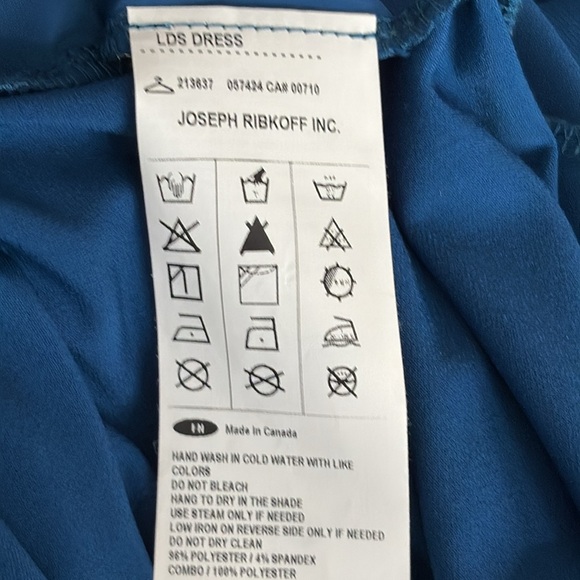 LDS DRESS
213637 057424 CA# 00710
JOSEPH RIBKOFF INC.
EN Made In Canada
HAND WASH IN COLD WATER WITH LIKE
COLORS
DO NOT BLEACH
HANG TO DRY IN THE SHADE
USE STEAM ONLY IF NEEDED
LOW IRON ON REVERSE SIDE ONLY IF NEEDED
DO NOT DRY CLEAN
96% POLYESTER / 4% SPANDEX
COMBO / 100% POLYESTER